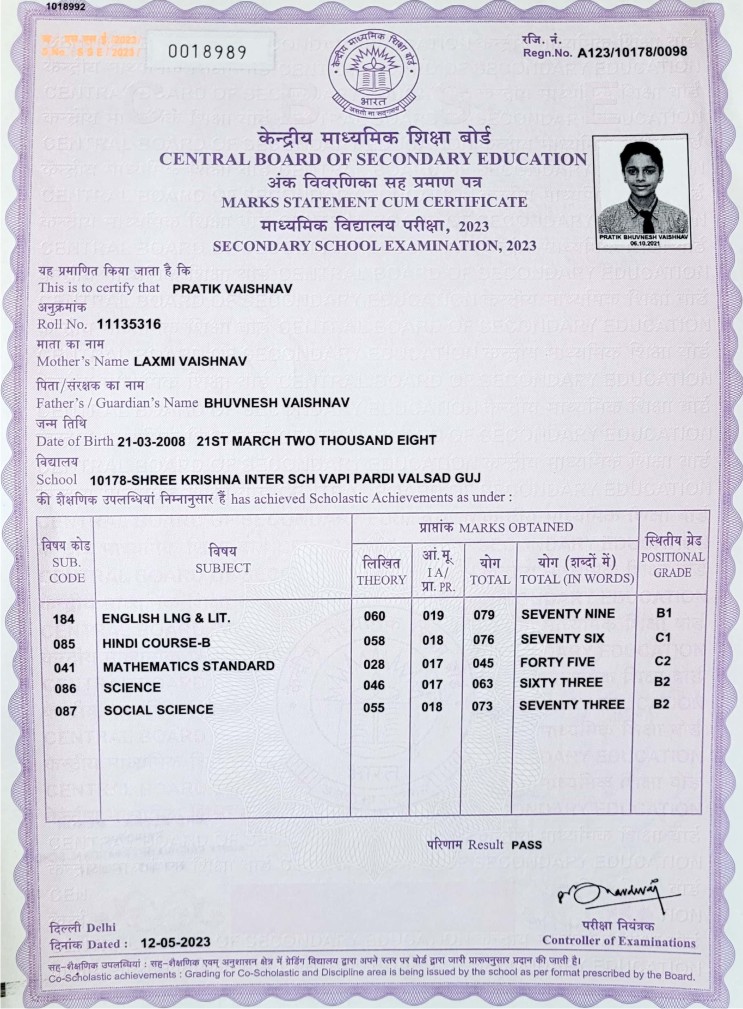 1018992
0018989
रजि. नं.
Regn.No. A123/10178/0098
केन्द्रीय माध्यमिक शिक्षा बोर्ड
भारत
असतो मा सद्गमय
केन्द्रीय माध्यमिक शिक्षा बोर्ड
CENTRAL BOARD OF SECONDARY EDUCATION
अंक विवरणिका सह प्रमाण पत्र
MARKS STATEMENT CUM CERTIFICATE
माध्यमिक विद्यालय परीक्षा, 2023
SECONDARY SCHOOL EXAMINATION, 2023
PRATIK BHUVNESH VAISHNAV
06.10.2021
यह प्रमाणित किया जाता है कि
This is to certify that PRATIK VAISHNAV
अनुक्रमांक
Roll No. 11135316
माता का नाम
Mother's Name LAXMI VAISHNAV
पिता/संरक्षक का नाम
Father's / Guardian's Name BHUVNESH VAISHNAV
जन्म तिथि
Date of Birth 21-03-2008 21ST MARCH TWO THOUSAND EIGHT
विद्यालय
School 10178-SHREE KRISHNA INTER SCH VAPI PARDI VALSAD GUJ
की शैक्षणिक उपलब्धियां निम्नानुसार हैं has achieved Scholastic Achievements as under :
विषय कोड SUB. CODE विषय SUBJECT प्राप्तांक MARKS OBTAINED स्थितीय ग्रेड POSITIONAL GRADE
लिखित THEORY आं.मू. I A/ प्रा. PR. योग TOTAL योग (शब्दों में) TOTAL (IN WORDS)
184 ENGLISH LNG & LIT. 060 019 079 SEVENTY NINE B1
085 HINDI COURSE-B 058 018 076 SEVENTY SIX C1
041 MATHEMATICS STANDARD 028 017 045 FORTY FIVE C2
086 SCIENCE 046 017 063 SIXTY THREE B2
087 SOCIAL SCIENCE 055 018 073 SEVENTY THREE B2
परिणाम Result PASS
दिल्ली Delhi
दिनांक Dated : 12-05-2023
परीक्षा नियंत्रक
Controller of Examinations
सह-शैक्षणिक उपलब्धियां : सह-शैक्षणिक एवम् अनुशासन क्षेत्र में ग्रेडिंग विद्यालय द्वारा अपने स्तर पर बोर्ड द्वारा जारी प्रारूपनुसार प्रदान की जाती है।
Co-Scholastic achievements : Grading for Co-Scholastic and Discipline area is being issued by the school as per format prescribed by the Board.